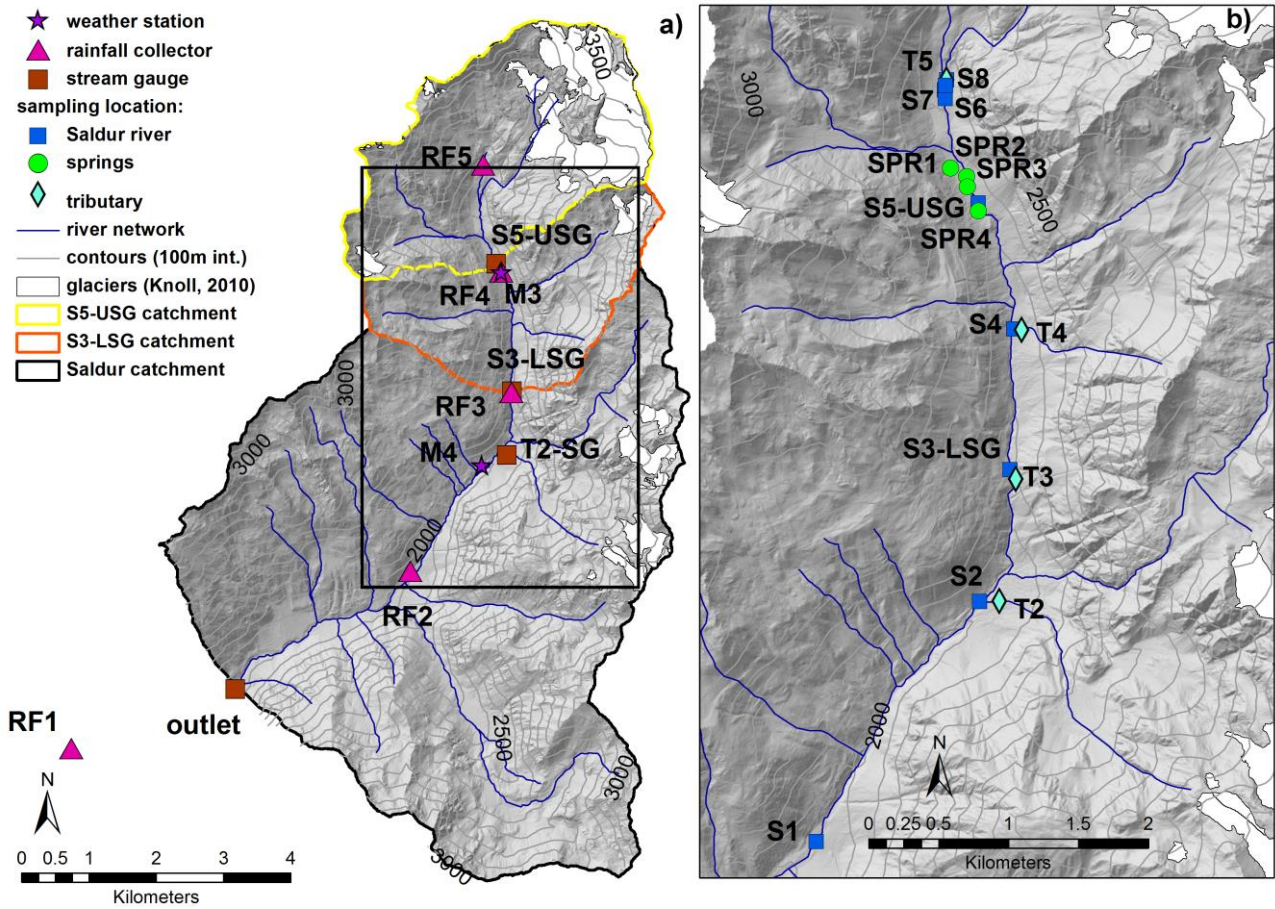 weather station
rainfall collector
stream gauge
sampling location:
Saldur river
springs
tributary
river network
contours (100m int.)
glaciers (Knoll, 2010)
S5-USG catchment
S3-LSG catchment
Saldur catchment
a)
3500
RF5
S5-USG
RF4
M3
S3-LSG
3000
RF3
M4
T2-SG
3000
2000
RF2
outlet
RF1
2500
3000
3000
N
0 0.5 1 2 3 4
Kilometers
b)
3000
T5
S8
S7
S6
SPR2
SPR1
SPR3
2500
S5-USG
SPR4
S4
T4
S3-LSG
T3
S2
T2
2000
S1
N
0 0.25 0.5 1 1.5 2
Kilometers